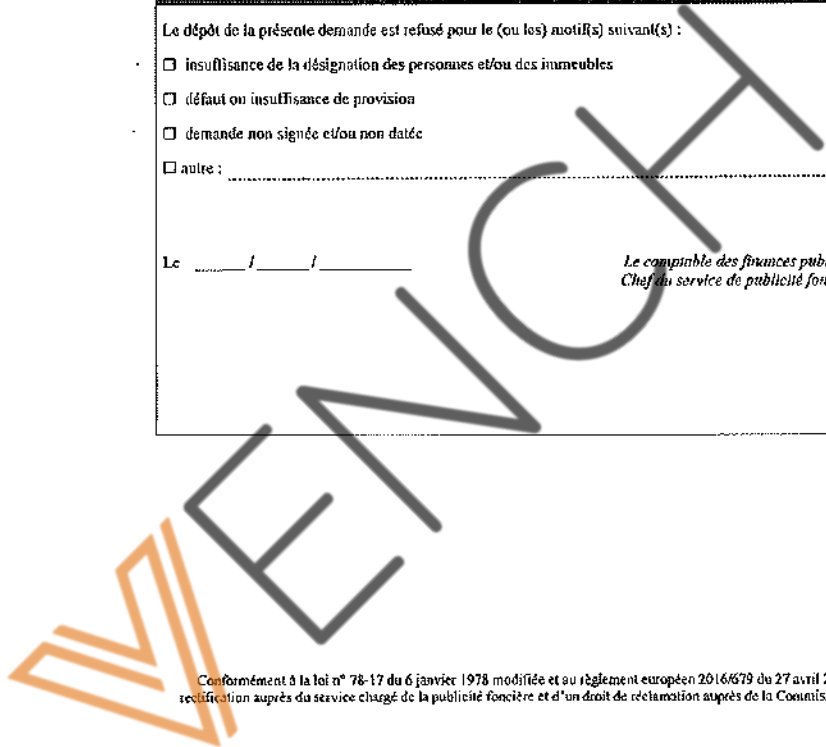 Le dépôt de la présente demande est refusé pour le (ou les) motif(s) suivant(s) :
☐ insuffisance de la désignation des personnes et/ou des immeubles
☐ défaut ou insuffisance de provision
☐ demande non signée et/ou non datée
☐ autre :
Le ______ / ______ / __________
Le comptable des finances publ
Chef du service de publicité fon
VENCH
Conformément à la loi n° 78-17 du 6 janvier 1978 modifiée et au règlement européen 2016/679 du 27 avril 2
rectification auprès du service chargé de la publicité foncière et d'un droit de réclamation auprès de la Commis